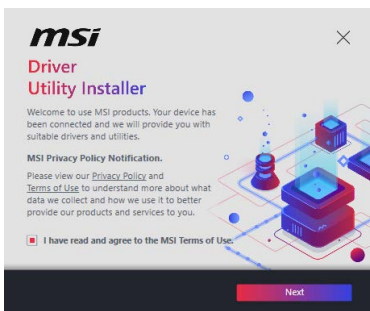 msi
Driver
Utility Installer
Welcome to use MSI products. Your device has
been connected and we will provide you with
suitable drivers and utilities.
MSI Privacy Policy Notification.
Please view our Privacy Policy and
Terms of Use to understand more about what
data we collect and how we use it to better
provide our products and services to you.
I have read and agree to the MSI Terms of Use.
Next